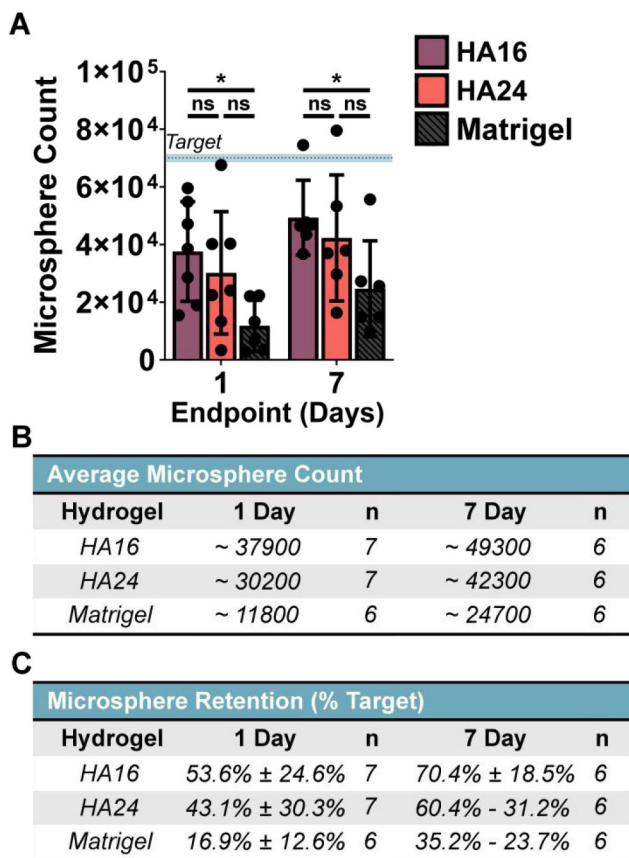 A
HA16
HA24
Matrigel
Microsphere Count
1×10⁵
8×10⁴
6×10⁴
4×10⁴
2×10⁴
0
Target
*
ns ns
*
ns ns
1 7
Endpoint (Days)
B
Average Microsphere Count
Hydrogel 1 Day n 7 Day n
HA16 ~ 37900 7 ~ 49300 6
HA24 ~ 30200 7 ~ 42300 6
Matrigel ~ 11800 6 ~ 24700 6
C
Microsphere Retention (% Target)
Hydrogel 1 Day n 7 Day n
HA16 53.6% ± 24.6% 7 70.4% ± 18.5% 6
HA24 43.1% ± 30.3% 7 60.4% - 31.2% 6
Matrigel 16.9% ± 12.6% 6 35.2% - 23.7% 6